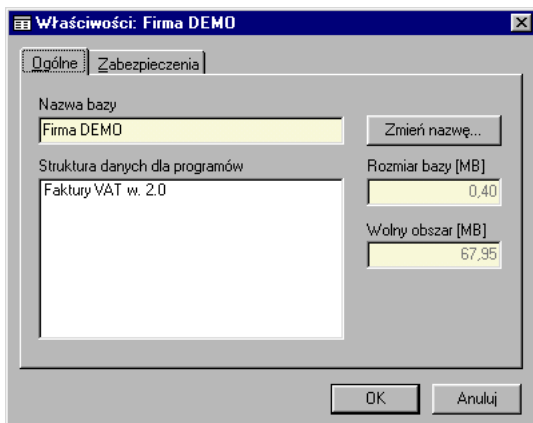 Właściwości: Firma DEMO
Ogólne
Zabezpieczenia
Nazwa bazy
Firma DEMO
Zmień nazwę...
Struktura danych dla programów
Faktury VAT w. 2.0
Rozmiar bazy [MB]
0,40
Wolny obszar [MB]
67,95
OK
Anuluj